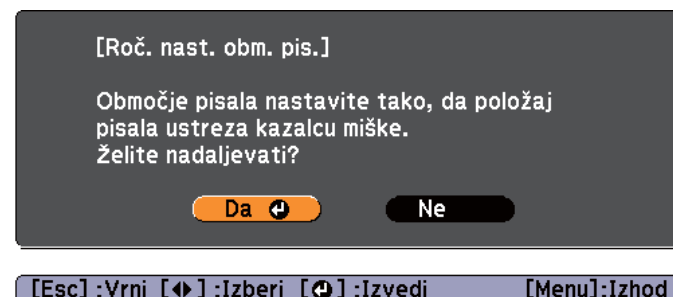 [Roč. nast. obm. pis.]
Območje pisala nastavite tako, da položaj
pisala ustreza kazalcu miške.
Želite nadaljevati?
Da Ne
[Esc] :Vrni [◆] :Izberi [⏎] :Izvedi [Menu]:Izhod